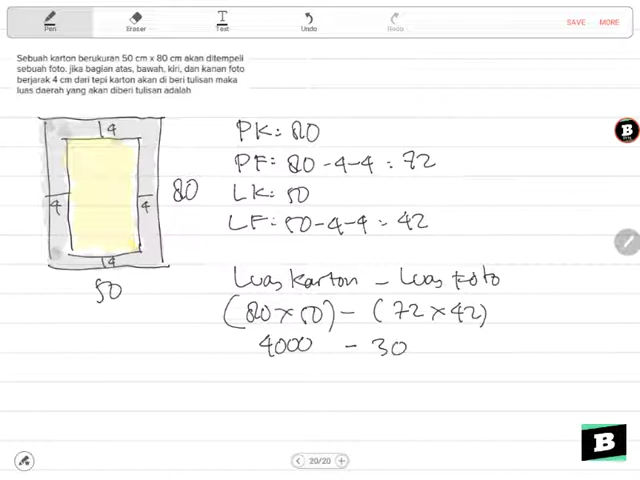 Pen
Eraser
Text
Undo
Redo
SAVE
MORE
Sebuah karton berukuran 50 cm x 80 cm akan ditempeli
sebuah foto. jika bagian atas, bawah, kiri, dan kanan foto
berjarak 4 cm dari tepi karton akan di beri tulisan maka
luas daerah yang akan diberi tulisan adalah
4
4
4
4
80
50
PK: 80
PF: 80 - 4 - 4 : 72
LK: 50
LF: 50 - 4 - 4 : 42
Luas karton - Luas Foto
(80 x 50) - (72 x 42)
4000 - 30
B
B
20/20